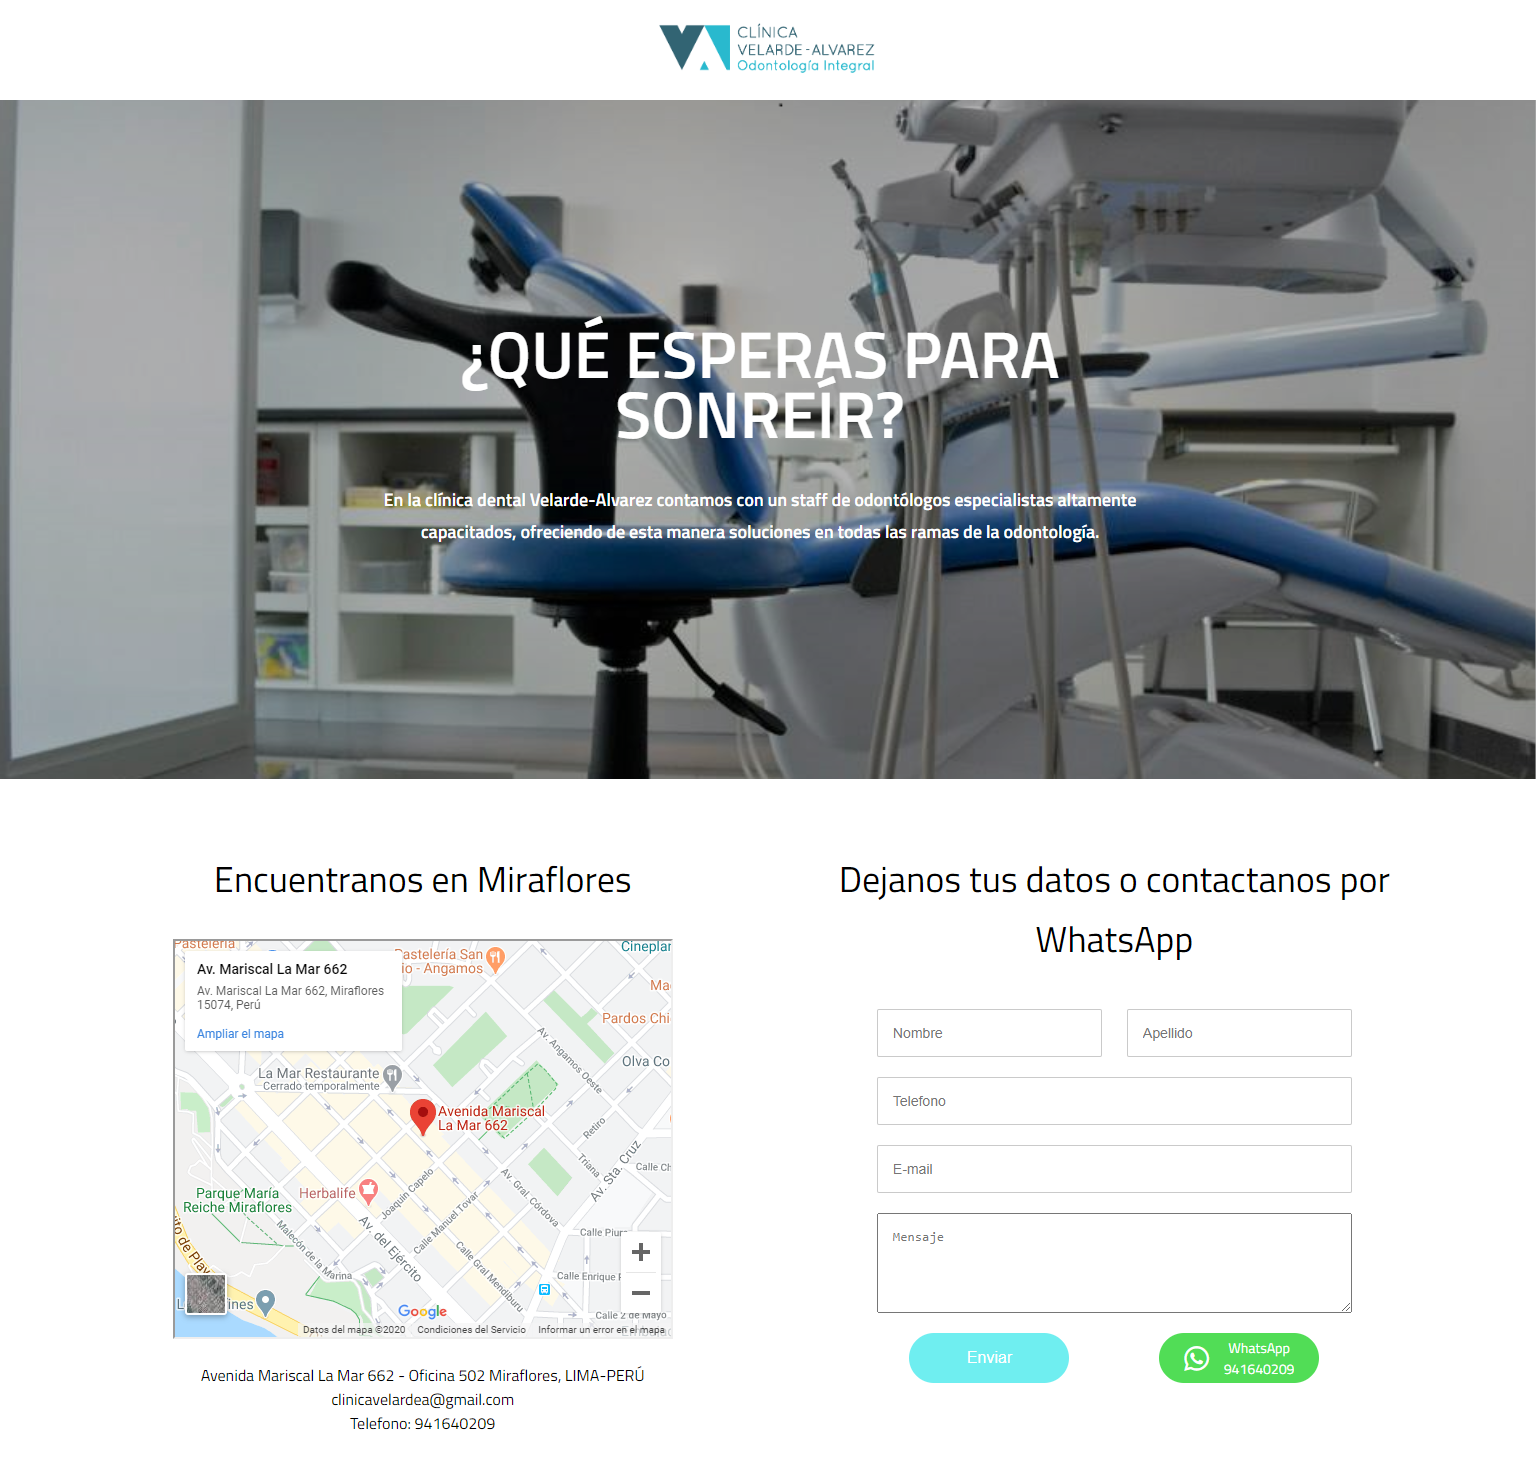 CLÍNICA
VELARDE-ALVAREZ
Odontología Integral
¿QUÉ ESPERAS PARA
SONREÍR?
En la clínica dental Velarde-Alvarez contamos con un staff de odontólogos especialistas altamente
capacitados, ofreciendo de esta manera soluciones en todas las ramas de la odontología.
Encuentranos en Miraflores
Pastelería
Av. Mariscal La Mar 662
Av. Mariscal La Mar 662, Miraflores
15074, Perú
Ampliar el mapa
Pastelería San
io - Angamos
Cineplan
Ma
Pardos Chi
Av. Angamos Oeste
Olva Co
La Mar Restaurante
Cerrado temporalmente
Avenida Mariscal
La Mar 662
Retiro
Triana
Av. Sta. Cruz
Calle Ch
Av. Gral. Córdova
Parque María
Reiche Miraflores
Herbalife
Joaquín Capelo
Calle Manuel Tovar
Av. del Ejército
Calle Gral Mendiburu
Malecón de la Marina
Calle Piura
Calle Enrique P
Calle 2 de Mayo
ito de Play
ines
Google
Datos del mapa ©2020 Condiciones del Servicio Informar un error en el mapa
Avenida Mariscal La Mar 662 - Oficina 502 Miraflores, LIMA-PERÚ
clinicavelardea@gmail.com
Telefono: 941640209
Dejanos tus datos o contactanos por
WhatsApp
Nombre
Apellido
Telefono
E-mail
Mensaje
Enviar
WhatsApp
941640209